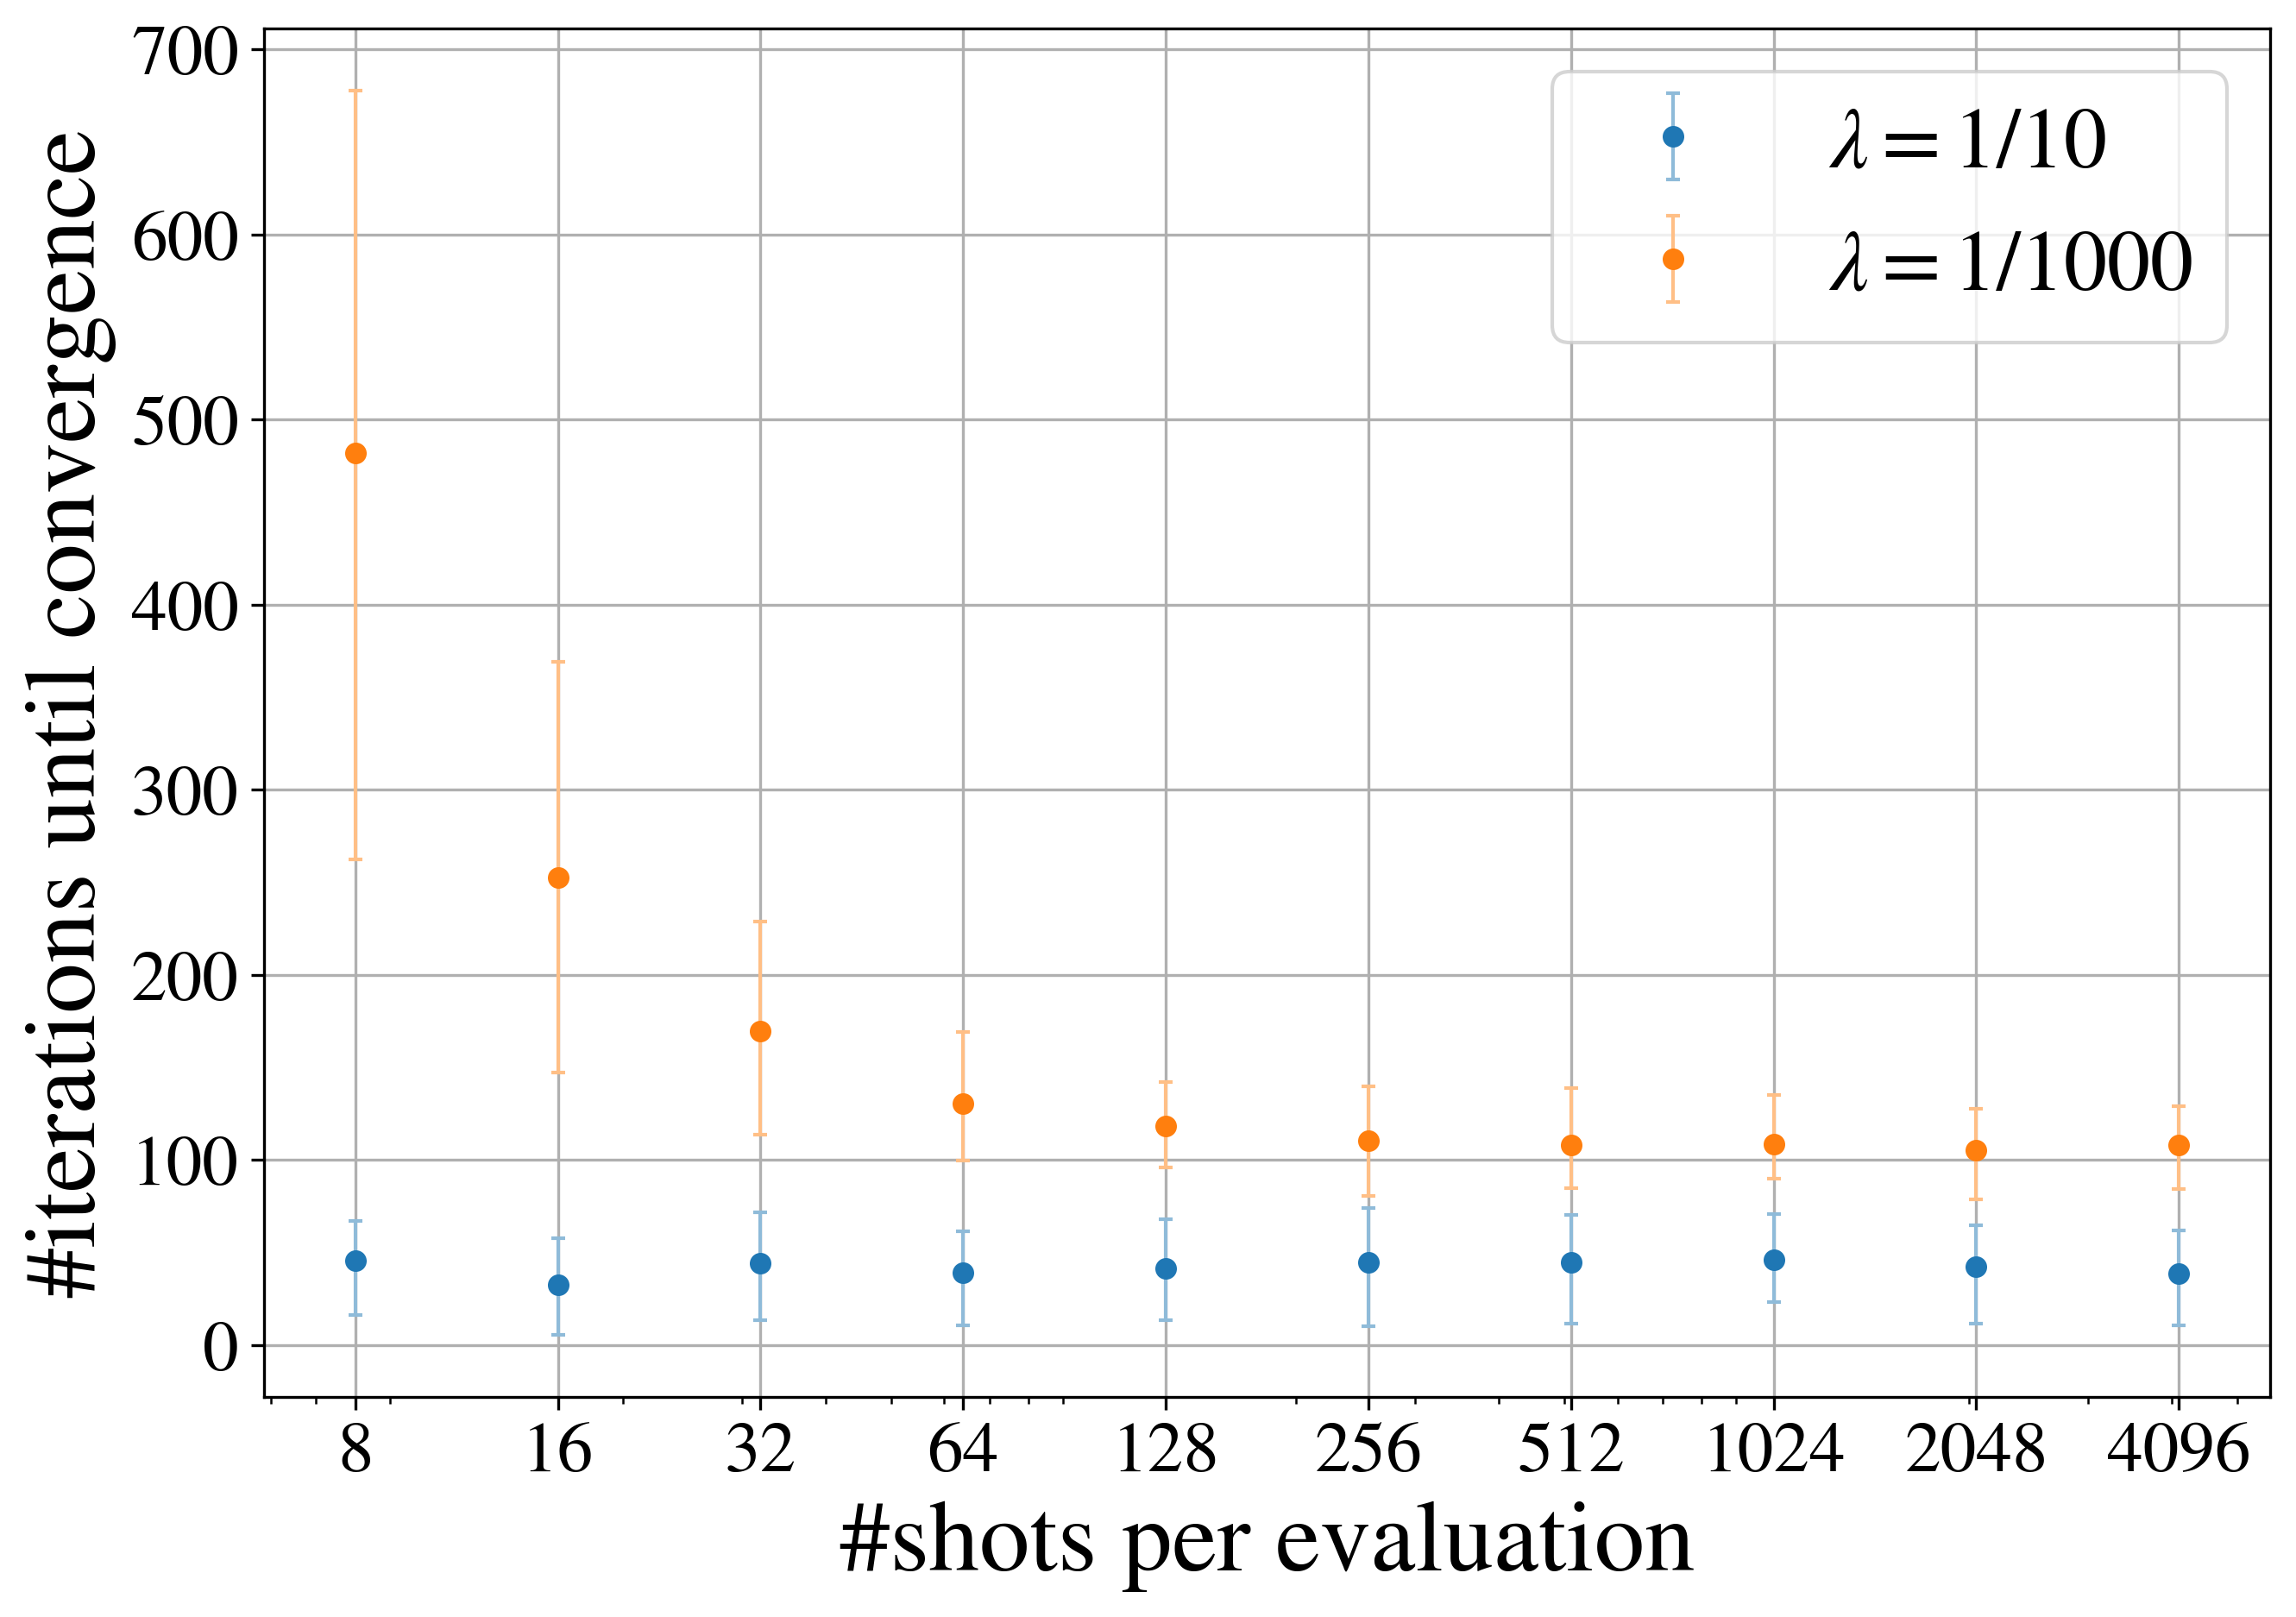 #iterations until convergence
700
600
500
400
300
200
100
0
λ = 1/10
λ = 1/1000
8 16 32 64 128 256 512 1024 2048 4096
#shots per evaluation